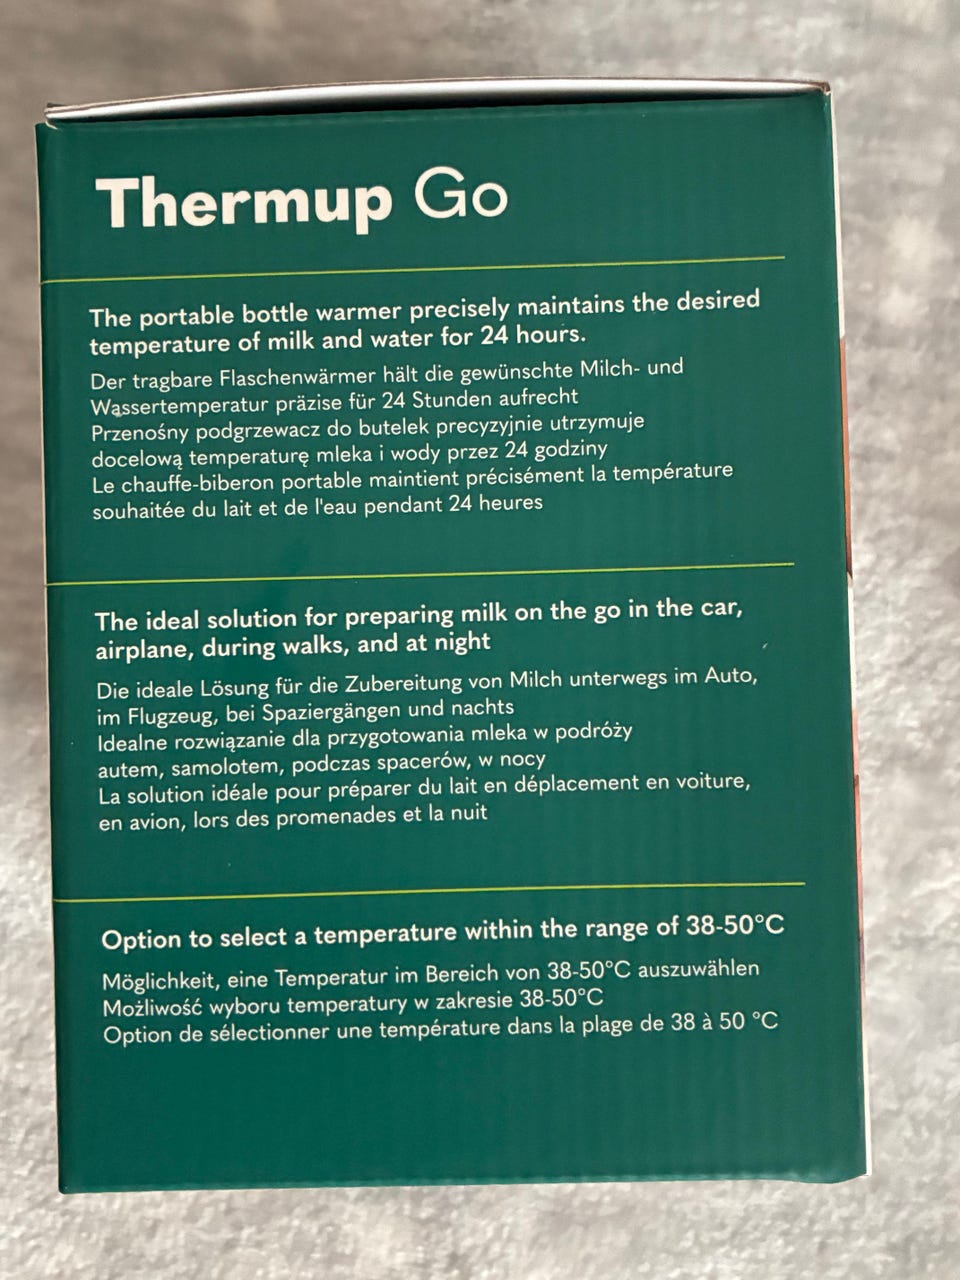 Thermup Go
The portable bottle warmer precisely maintains the desired
temperature of milk and water for 24 hours.
Der tragbare Flaschenwärmer hält die gewünschte Milch- und
Wassertemperatur präzise für 24 Stunden aufrecht
Przenośny podgrzewacz do butelek precyzyjnie utrzymuje
docelową temperaturę mleka i wody przez 24 godziny
Le chauffe-biberon portable maintient précisément la température
souhaitée du lait et de l'eau pendant 24 heures
The ideal solution for preparing milk on the go in the car,
airplane, during walks, and at night
Die ideale Lösung für die Zubereitung von Milch unterwegs im Auto,
im Flugzeug, bei Spaziergängen und nachts
Idealne rozwiązanie dla przygotowania mleka w podróży
autem, samolotem, podczas spacerów, w nocy
La solution idéale pour préparer du lait en déplacement en voiture,
en avion, lors des promenades et la nuit
Option to select a temperature within the range of 38-50°C
Möglichkeit, eine Temperatur im Bereich von 38-50°C auszuwählen
Możliwość wyboru temperatury w zakresie 38-50°C
Option de sélectionner une température dans la plage de 38 à 50 °C